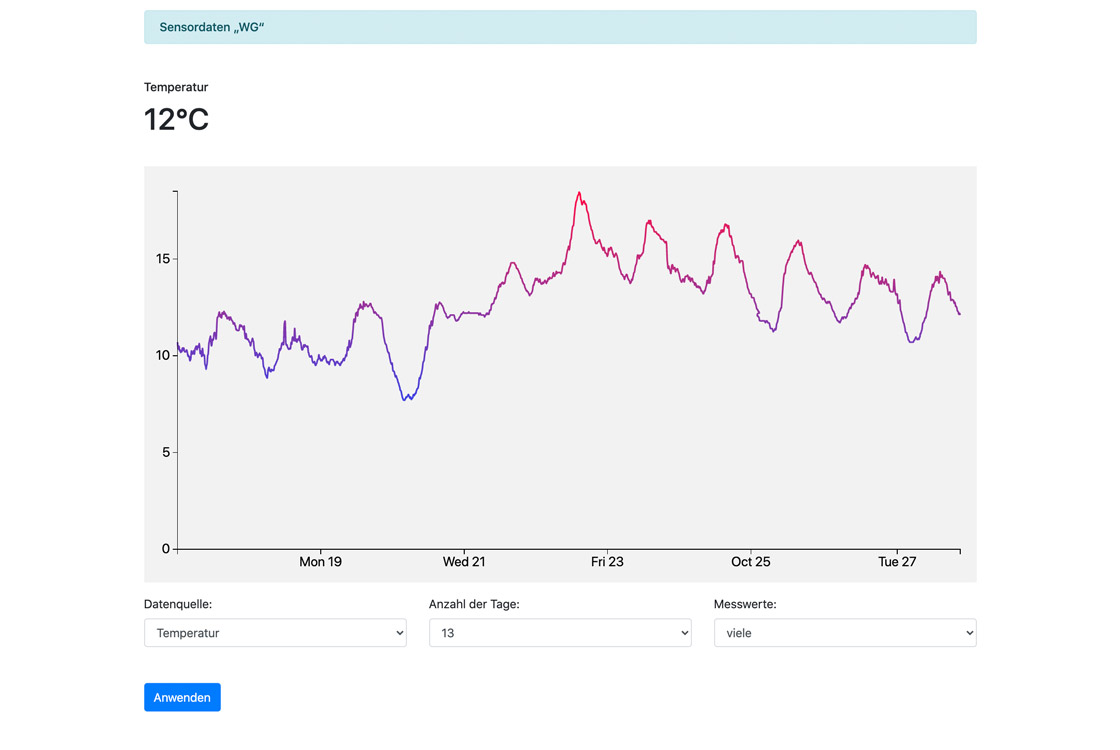 Sensordaten „WG“
Temperatur
12°C
15
10
5
0
Mon 19 Wed 21 Fri 23 Oct 25 Tue 27
Datenquelle: Anzahl der Tage: Messwerte:
Temperatur 13 viele
Anwenden